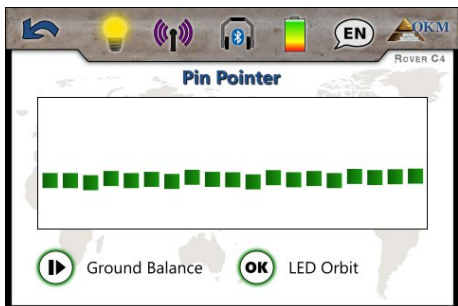 EN
OKM
ROVER C4
Pin Pointer
Ground Balance
OK
LED Orbit